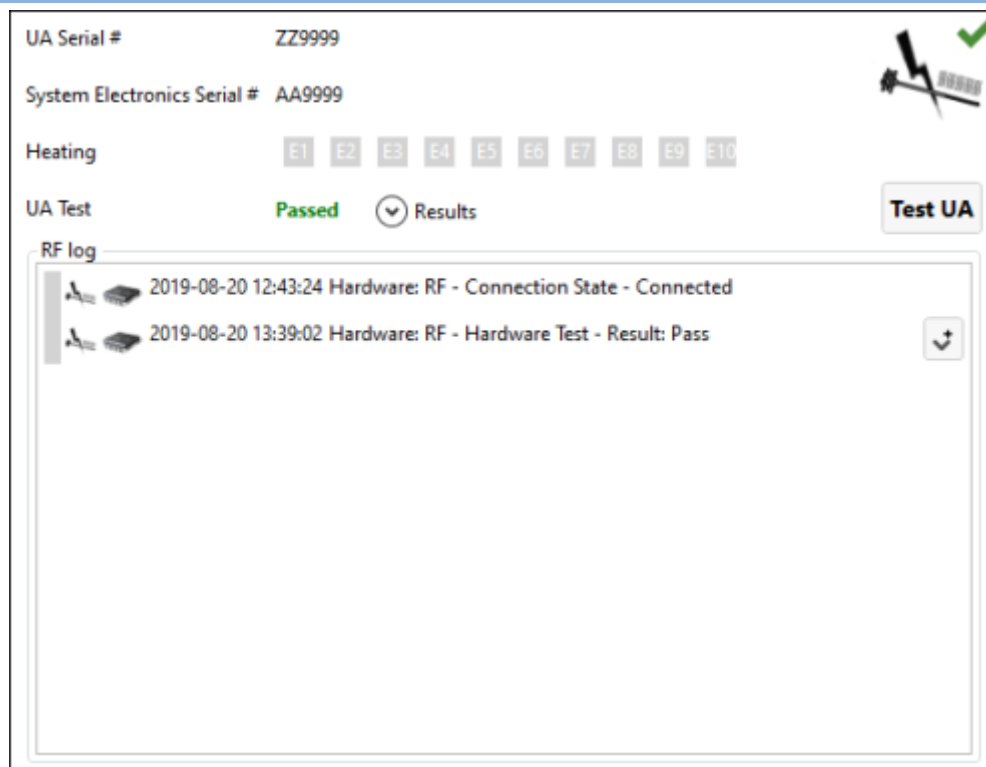 UA Serial # ZZ9999
System Electronics Serial # AA9999
Heating E1 E2 E3 E4 E5 E6 E7 E8 E9 E10
UA Test Passed Results Test UA
RF log
2019-08-20 12:43:24 Hardware: RF - Connection State - Connected
2019-08-20 13:39:02 Hardware: RF - Hardware Test - Result: Pass